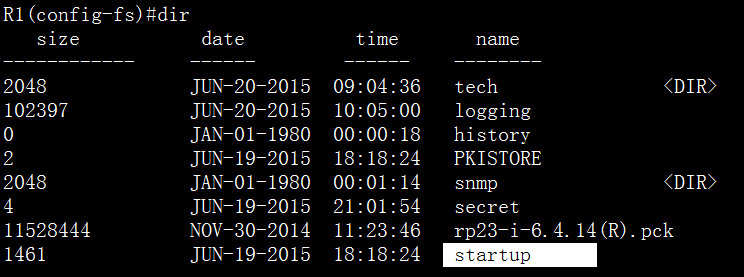 R1(config-fs)#dir
size date time name
------------ ------ ------ --------
2048 JUN-20-2015 09:04:36 tech <DIR>
102397 JUN-20-2015 10:05:00 logging
0 JAN-01-1980 00:00:18 history
2 JUN-19-2015 18:18:24 PKISTORE
2048 JAN-01-1980 00:01:14 snmp <DIR>
4 JUN-19-2015 21:01:54 secret
11528444 NOV-30-2014 11:23:46 rp23-i-6.4.14(R).pck
1461 JUN-19-2015 18:18:24 startup